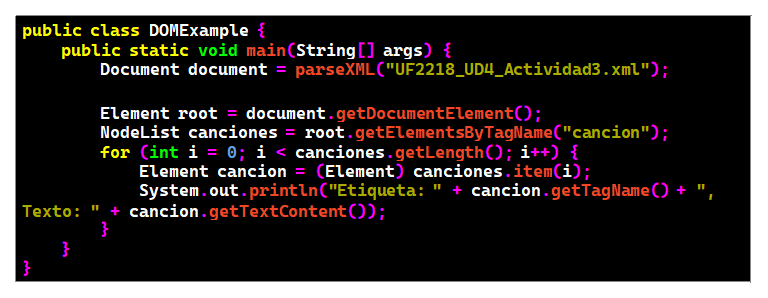 public class DOMExample {
    public static void main(String[] args) {
        Document document = parseXML("UF2218_UD4_Actividad3.xml");

        Element root = document.getDocumentElement();
        NodeList canciones = root.getElementsByTagName("cancion");
        for (int i = 0; i < canciones.getLength(); i++) {
            Element cancion = (Element) canciones.item(i);
            System.out.println("Etiqueta: " + cancion.getTagName() + ",
Texto: " + cancion.getTextContent());
        }
    }
}